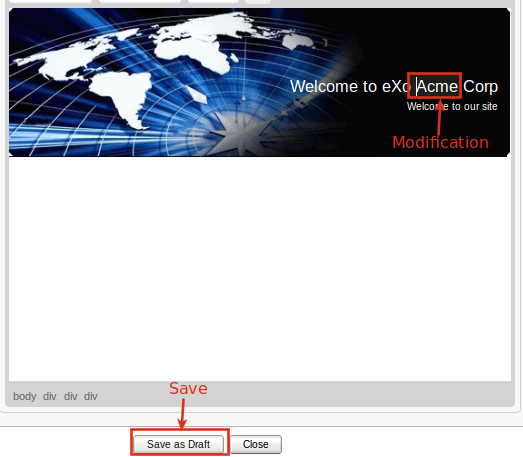 Welcome to eXo Acme Corp
Welcome to our site
Modification
body div div div
Save
Save as Draft Close